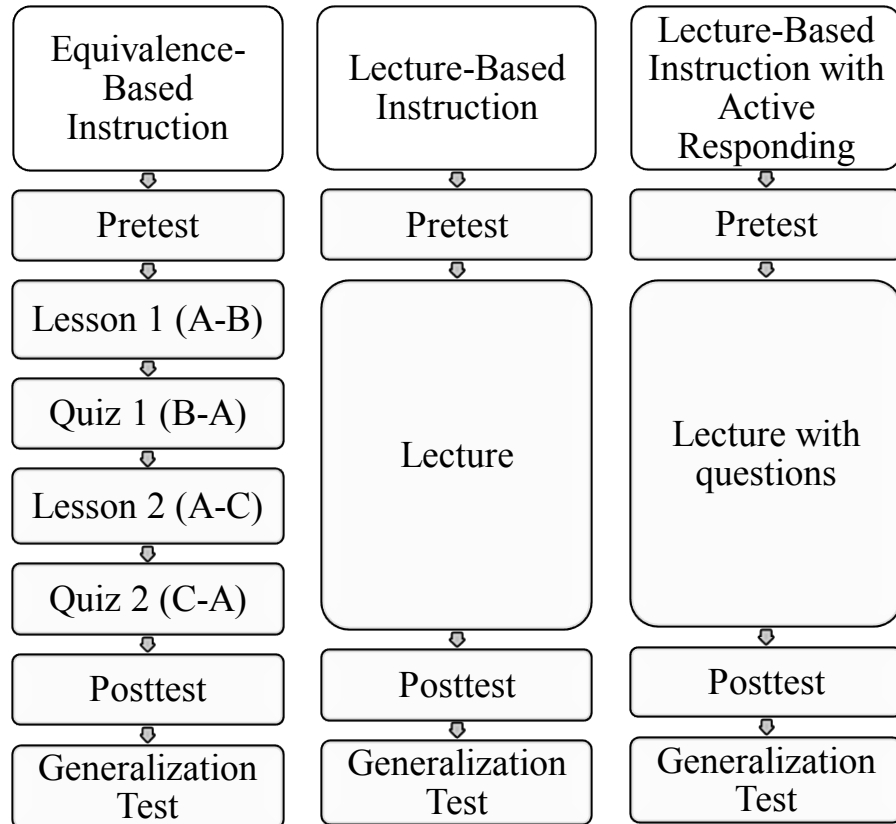 Equivalence-
Based
Instruction
Pretest
Lesson 1 (A-B)
Quiz 1 (B-A)
Lesson 2 (A-C)
Quiz 2 (C-A)
Posttest
Generalization
Test
Lecture-Based
Instruction
Pretest
Lecture
Posttest
Generalization
Test
Lecture-Based
Instruction with
Active
Responding
Pretest
Lecture with
questions
Posttest
Generalization
Test